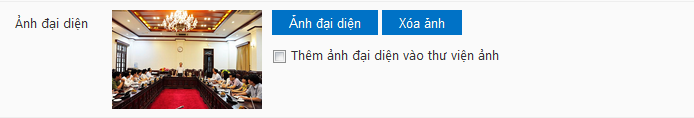 Ảnh đại diện
Ảnh đại diện Xóa ảnh
Thêm ảnh đại diện vào thư viện ảnh